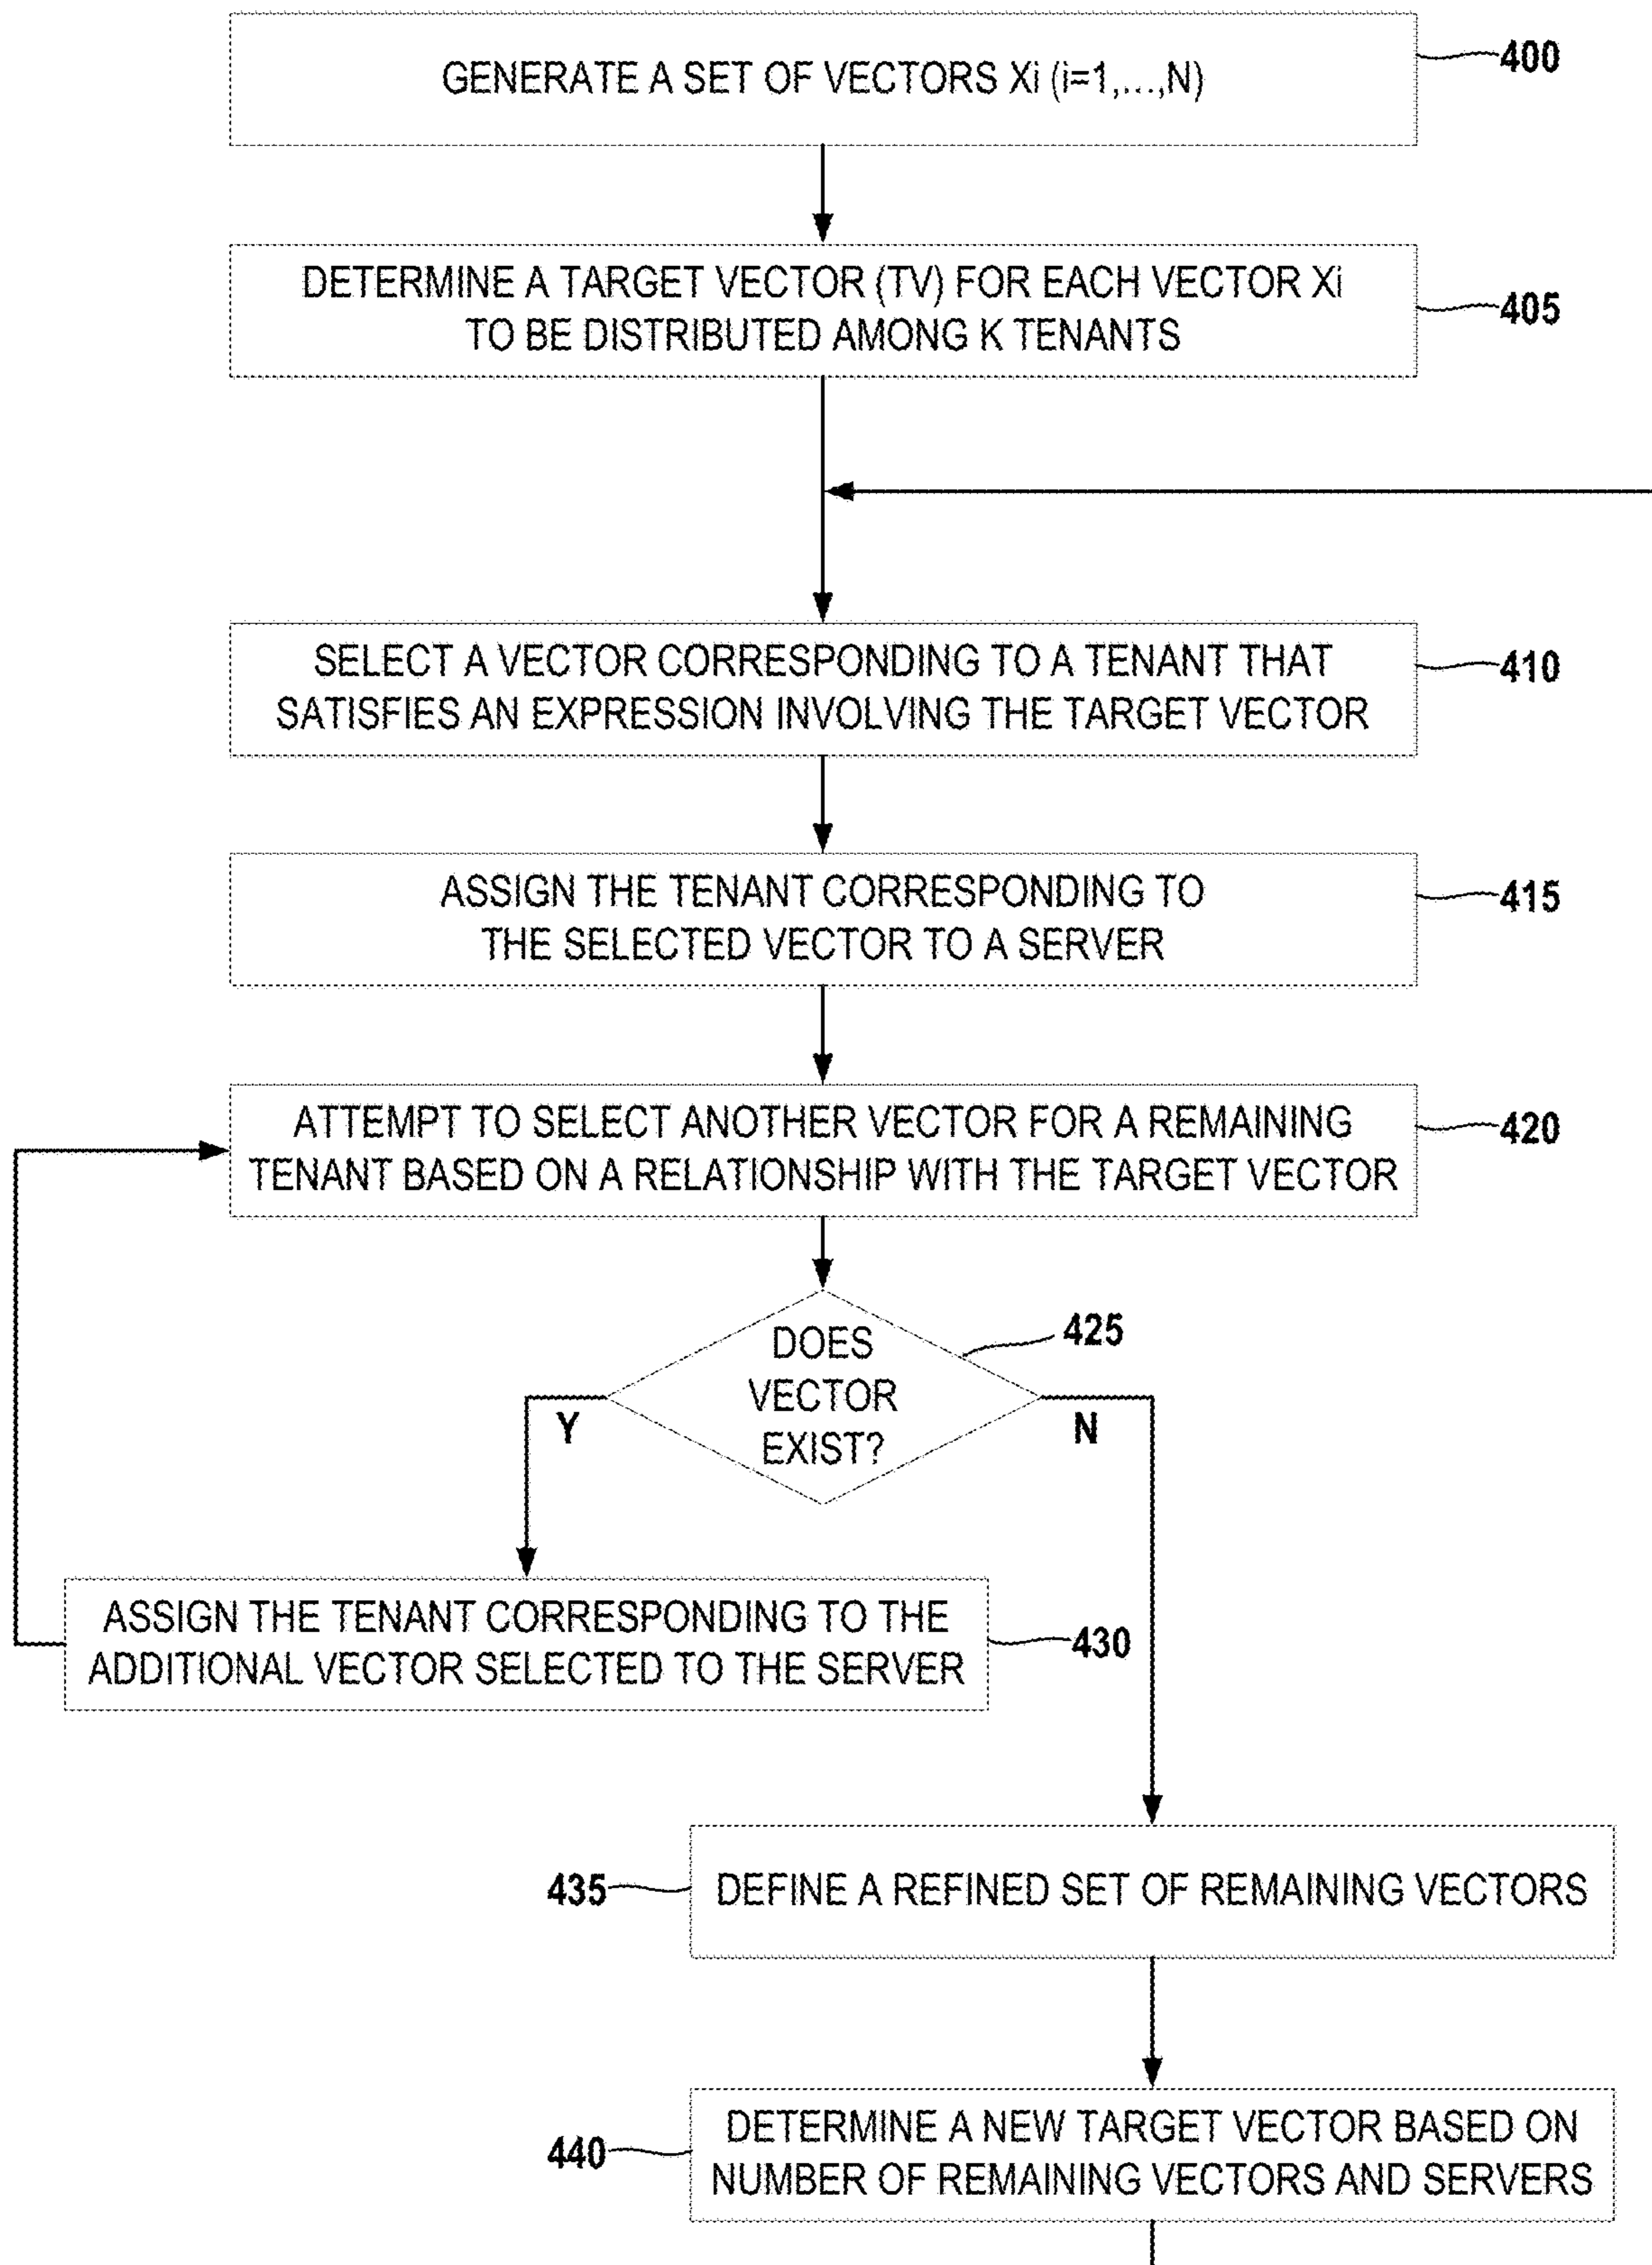 GENERATE A SET OF VECTORS Xi (i=1,...,N)
400
DETERMINE A TARGET VECTOR (TV) FOR EACH VECTOR Xi
TO BE DISTRIBUTED AMONG K TENANTS
405
SELECT A VECTOR CORRESPONDING TO A TENANT THAT
SATISFIES AN EXPRESSION INVOLVING THE TARGET VECTOR
410
ASSIGN THE TENANT CORRESPONDING TO
THE SELECTED VECTOR TO A SERVER
415
ATTEMPT TO SELECT ANOTHER VECTOR FOR A REMAINING
TENANT BASED ON A RELATIONSHIP WITH THE TARGET VECTOR
420
DOES
VECTOR
EXIST?
425
Y
N
ASSIGN THE TENANT CORRESPONDING TO THE
ADDITIONAL VECTOR SELECTED TO THE SERVER
430
435
DEFINE A REFINED SET OF REMAINING VECTORS
440
DETERMINE A NEW TARGET VECTOR BASED ON
NUMBER OF REMAINING VECTORS AND SERVERS